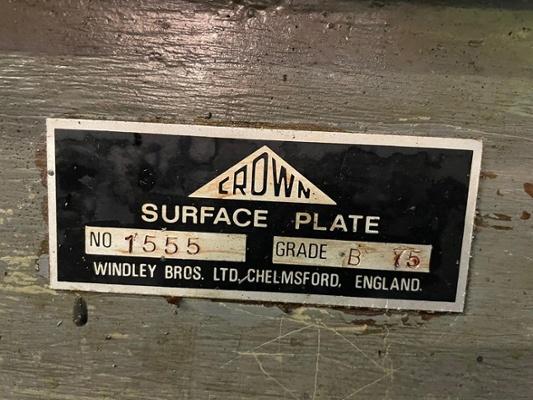 CROWN
SURFACE PLATE
NO 1555 GRADE B 75
WINDLEY BROS. LTD, CHELMSFORD, ENGLAND.